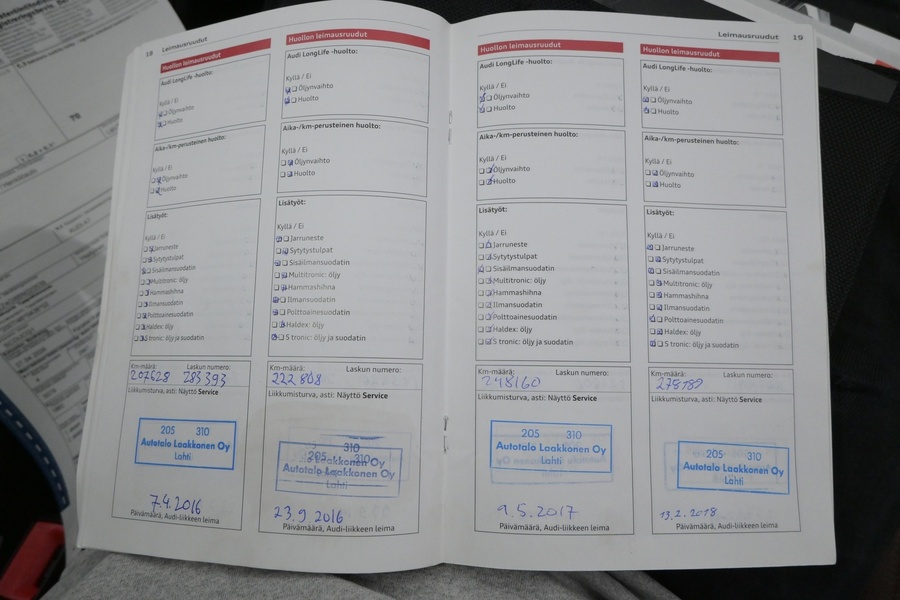 18 Leimausruudut
Huollon leimausruudut
Audi LongLife -huolto:
Kyllä / Ei
Öljynvaihto
Huolto
Aika-/km-perusteinen huolto:
Kyllä / Ei
Öljynvaihto
Huolto
Lisätyöt:
Kyllä / Ei
Jarruneste
Sytytystulpat
Sisäilmansuodatin
Multitronic: öljy
Hammashihna
Ilmansuodatin
Polttoainesuodatin
Haldex: öljy
S tronic: öljy ja suodatin
Km-määrä: Laskun numero:
207628 283393
Liikkumisturva, asti: Näyttö Service
205 310
Autotalo Laakkonen Oy
Lahti
7.4.2016
Päivämäärä, Audi-liikkeen leima
Huollon leimausruudut
Audi LongLife -huolto:
Kyllä / Ei
Öljynvaihto
Huolto
Aika-/km-perusteinen huolto:
Kyllä / Ei
Öljynvaihto
Huolto
Lisätyöt:
Kyllä / Ei
Jarruneste
Sytytystulpat
Sisäilmansuodatin
Multitronic: öljy
Hammashihna
Ilmansuodatin
Polttoainesuodatin
Haldex: öljy
S tronic: öljy ja suodatin
Km-määrä: Laskun numero:
222 808
Liikkumisturva, asti: Näyttö Service
205 310
Autotalo Laakkonen Oy
Lahti
23.9.2016
Päivämäärä, Audi-liikkeen leima
Leimausruudut 19
Huollon leimausruudut
Audi LongLife -huolto:
Kyllä / Ei
Öljynvaihto
Huolto
Aika-/km-perusteinen huolto:
Kyllä / Ei
Öljynvaihto
Huolto
Lisätyöt:
Kyllä / Ei
Jarruneste
Sytytystulpat
Sisäilmansuodatin
Multitronic: öljy
Hammashihna
Ilmansuodatin
Polttoainesuodatin
Haldex: öljy
S tronic: öljy ja suodatin
Km-määrä: Laskun numero:
248160
Liikkumisturva, asti: Näyttö Service
205 310
Autotalo Laakkonen Oy
Lahti
9.5.2017
Päivämäärä, Audi-liikkeen leima
Huollon leimausruudut
Audi LongLife -huolto:
Kyllä / Ei
Öljynvaihto
Huolto
Aika-/km-perusteinen huolto:
Kyllä / Ei
Öljynvaihto
Huolto
Lisätyöt:
Kyllä / Ei
Jarruneste
Sytytystulpat
Sisäilmansuodatin
Multitronic: öljy
Hammashihna
Ilmansuodatin
Polttoainesuodatin
Haldex: öljy
S tronic: öljy ja suodatin
Km-määrä: Laskun numero:
Liikkumisturva, asti: Näyttö Service
205 310
Autotalo Laakkonen Oy
Lahti
13.2.2018
Päivämäärä, Audi-liikkeen leima